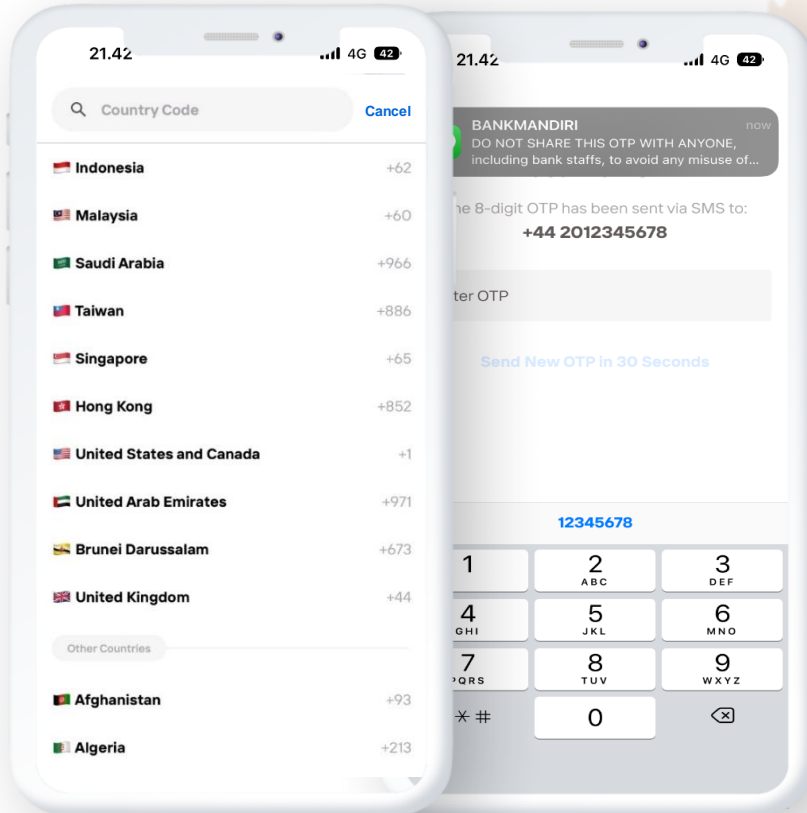 21.42
4G 42
Country Code
Cancel
Indonesia +62
Malaysia +60
Saudi Arabia +966
Taiwan +886
Singapore +65
Hong Kong +852
United States and Canada +1
United Arab Emirates +971
Brunei Darussalam +673
United Kingdom +44
Other Countries
Afghanistan +93
Algeria +213
21.42
4G 42
BANKMANDIRI now
DO NOT SHARE THIS OTP WITH ANYONE,
including bank staffs, to avoid any misuse of...
he 8-digit OTP has been sent via SMS to:
+44 2012345678
ter OTP
Send New OTP in 30 Seconds
12345678
1 2 3
ABC DEF
4 5 6
GHI JKL MNO
7 8 9
PQRS TUV WXYZ
* # 0